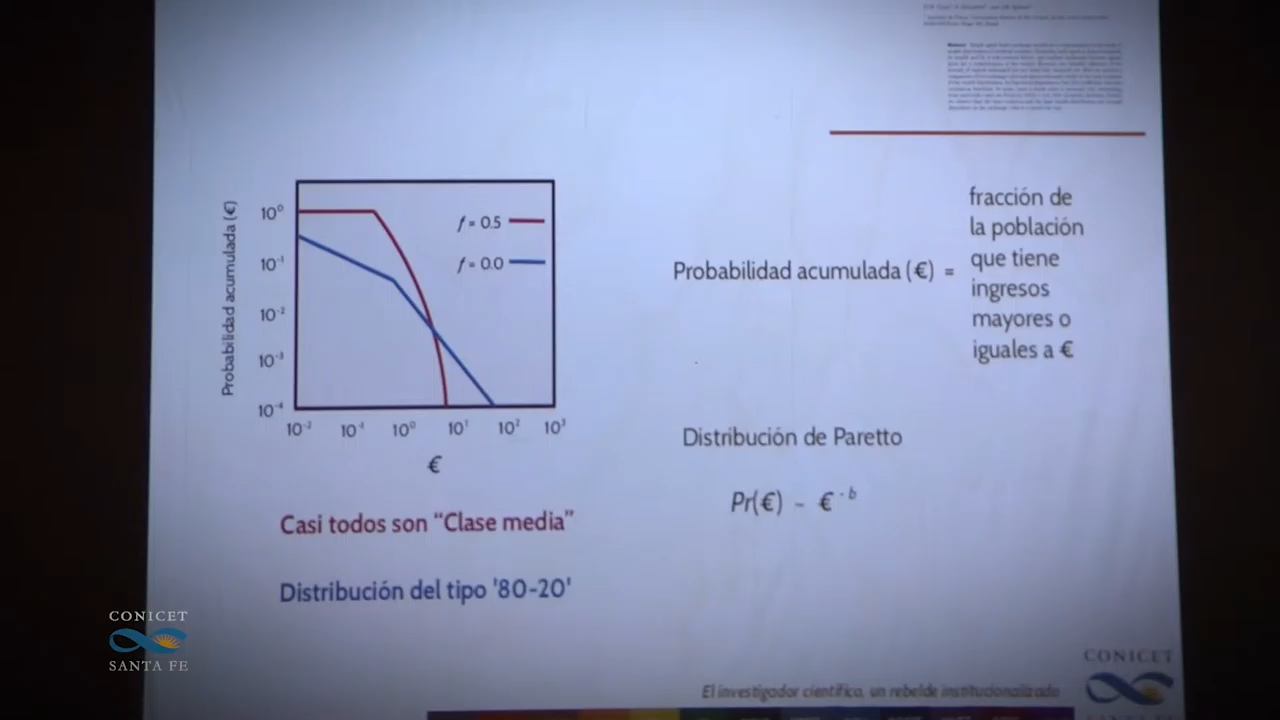 Probabilidad acumulada (€)
10⁰
10⁻¹
10⁻²
10⁻³
10⁻⁴
10⁻² 10⁻¹ 10⁰ 10¹ 10² 10³
€
f = 0.5
f = 0.0
Casi todos son “Clase media”
Distribución del tipo '80-20'
Probabilidad acumulada (€) =
fracción de
la población
que tiene
ingresos
mayores o
iguales a €
Distribución de Paretto
Pr(€) ~ € ⁻ᵇ
El investigador científico, un rebelde institucionalizado
CONICET
CONICET
SANTA FE